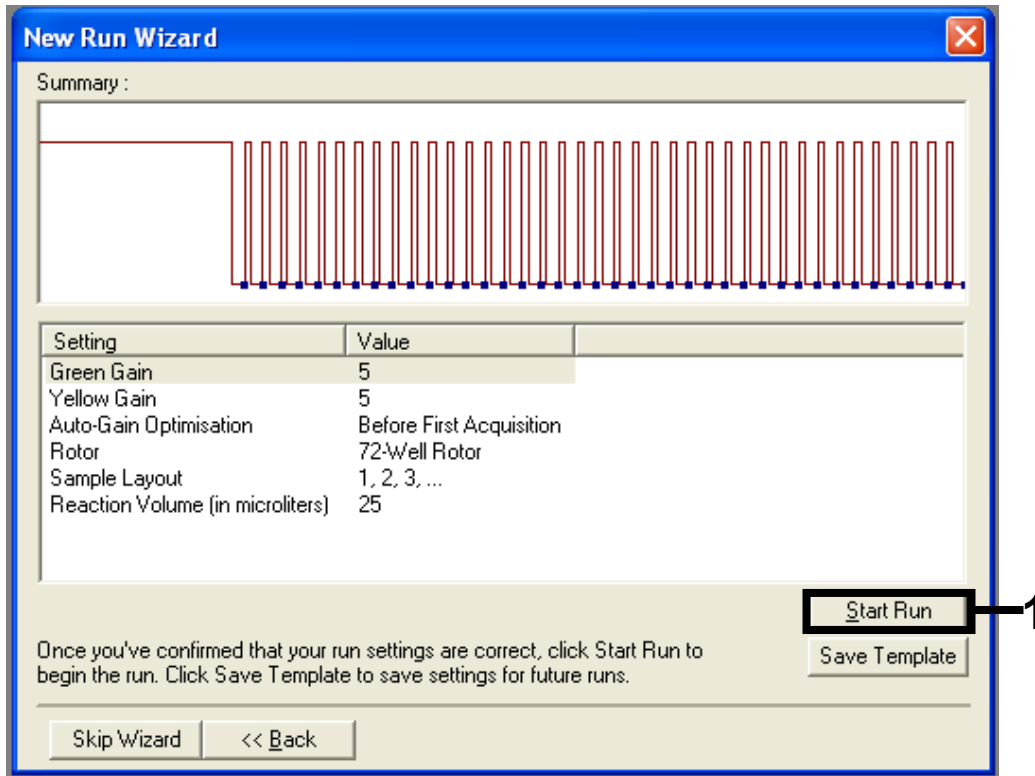 New Run Wizard
Summary :
Setting Value
Green Gain 5
Yellow Gain 5
Auto-Gain Optimisation Before First Acquisition
Rotor 72-Well Rotor
Sample Layout 1, 2, 3, ...
Reaction Volume (in microliters) 25
Start Run
1
Once you've confirmed that your run settings are correct, click Start Run to
begin the run. Click Save Template to save settings for future runs.
Save Template
Skip Wizard << Back